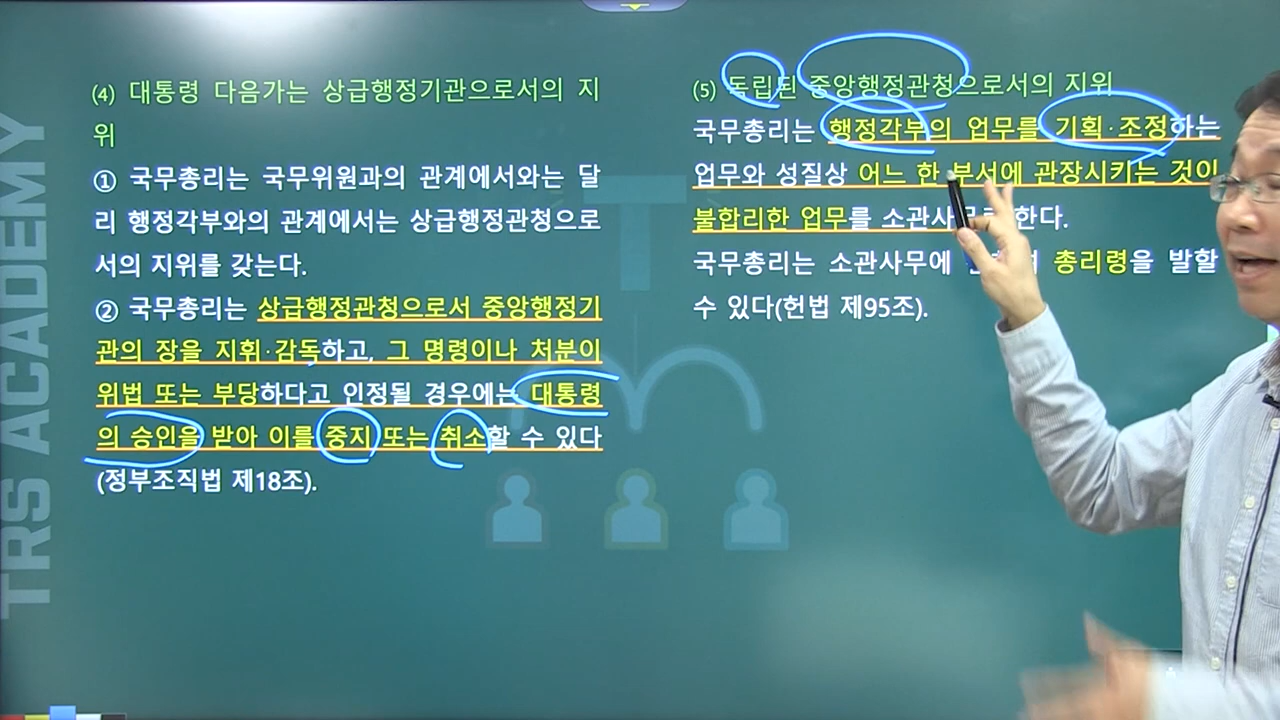 (4) 대통령 다음가는 상급행정기관으로서의 지
위
① 국무총리는 국무위원과의 관계에서와는 달
리 행정각부와의 관계에서는 상급행정관청으로
서의 지위를 갖는다.
② 국무총리는 상급행정관청으로서 중앙행정기
관의 장을 지휘·감독하고, 그 명령이나 처분이
위법 또는 부당하다고 인정될 경우에는 대통령
의 승인을 받아 이를 중지 또는 취소할 수 있다
(정부조직법 제18조).
(5) 독립된 중앙행정관청으로서의 지위
국무총리는 행정각부의 업무를 기획·조정하는
업무와 성질상 어느 한 부서에 관장시키는 것이
불합리한 업무를 한다.
국무총리는 소관사무에 총리령을 발할
수 있다(헌법 제95조).
TRS ACADEMY